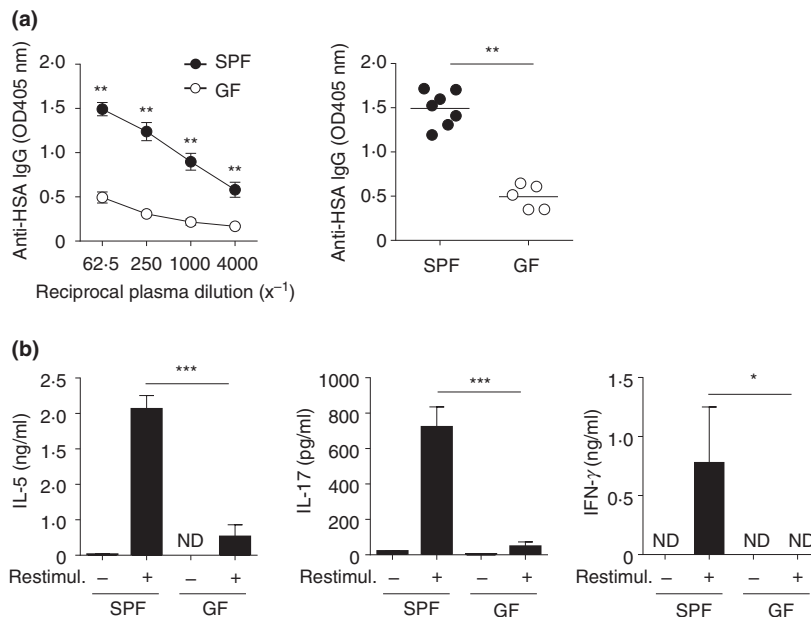 (a)
2·0
1·5
1·0
0·5
0
Anti-HSA IgG (OD405 nm)
SPF
GF
**
**
**
**
62·5 250 1000 4000
Reciprocal plasma dilution (x⁻¹)
2·0
1·5
1·0
0·5
0
Anti-HSA IgG (OD405 nm)
**
SPF GF
(b)
2·5
2·0
2·0
1·0
0
IL-5 (ng/ml)
***
ND
Restimul. – + – +
SPF GF
1000
800
600
400
200
0
IL-17 (pg/ml)
***
Restimul. – + – +
SPF GF
1·5
1·0
0·5
0
IFN-γ (ng/ml)
*
ND ND ND
– + – +
SPF GF